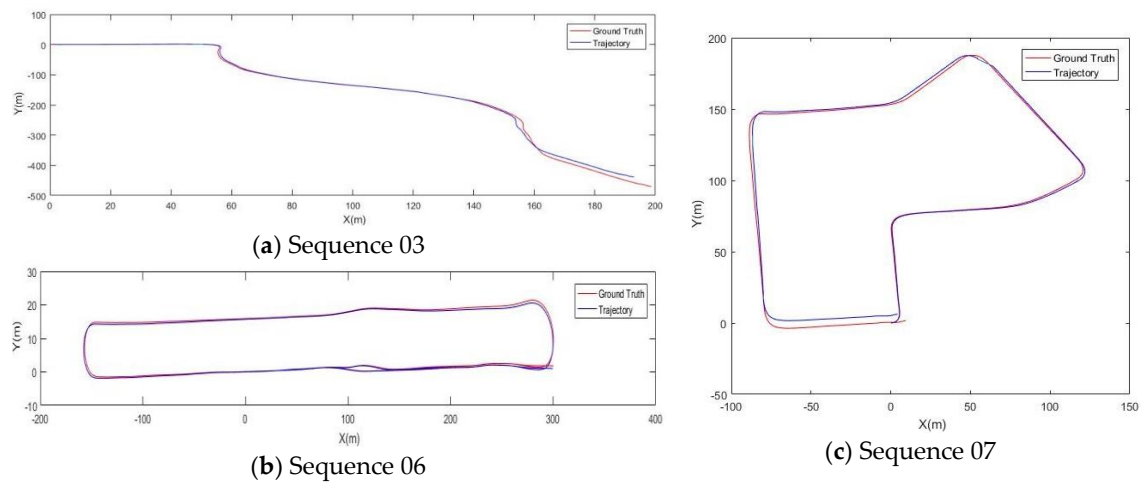 100
0
-100
-200
-300
-400
-500
Y(m)
0 20 40 60 80 100 120 140 160 180 200
X(m)
Ground Truth
Trajectory
(a) Sequence 03
30
20
10
0
-10
Y(m)
-200 -100 0 100 200 300 400
X(m)
Ground Truth
Trajectory
(b) Sequence 06
200
150
100
50
0
-50
Y(m)
-100 -50 0 50 100 150
X(m)
Ground Truth
Trajectory
(c) Sequence 07